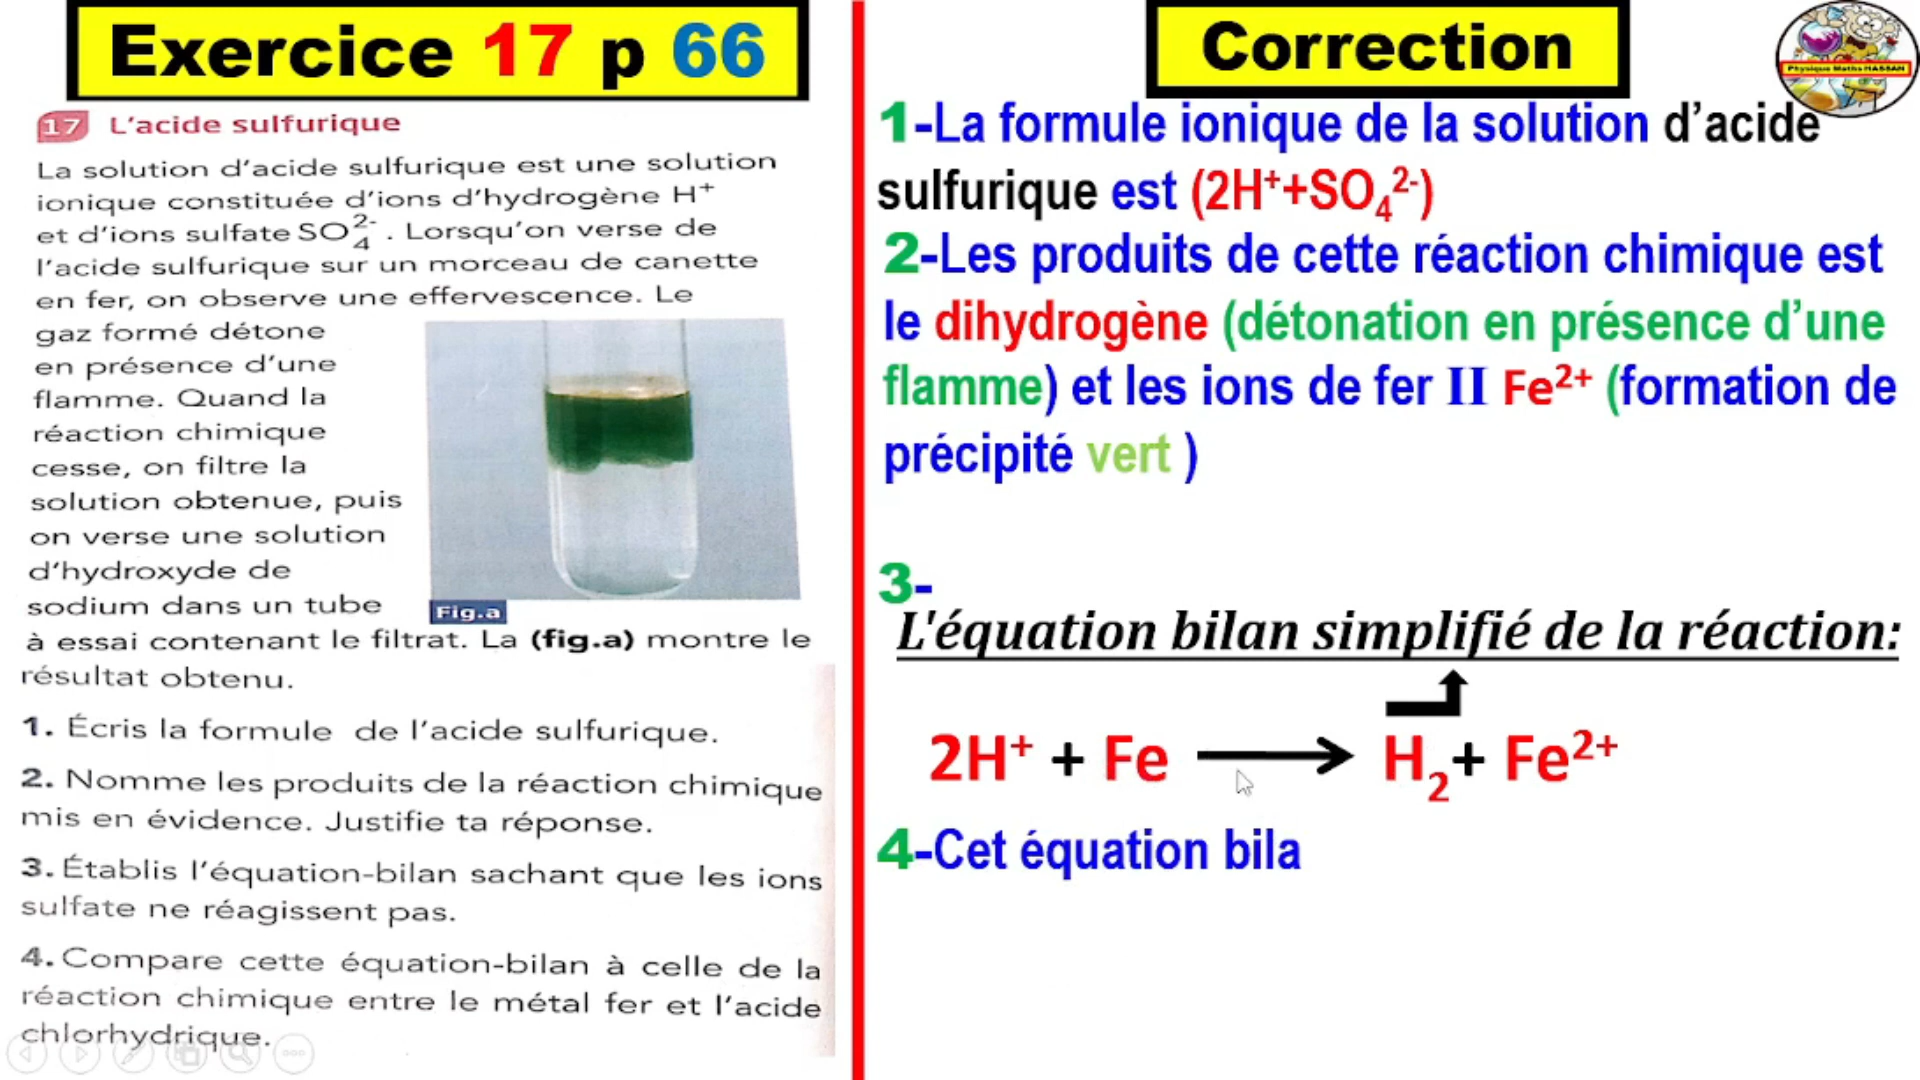 Exercice 17 p 66
17 L'acide sulfurique
La solution d'acide sulfurique est une solution
ionique constituée d'ions d'hydrogène H⁺
et d'ions sulfate SO₄²⁻ . Lorsqu'on verse de
l'acide sulfurique sur un morceau de canette
en fer, on observe une effervescence. Le
gaz formé détone
en présence d'une
flamme. Quand la
réaction chimique
cesse, on filtre la
solution obtenue, puis
on verse une solution
d'hydroxyde de
sodium dans un tube
à essai contenant le filtrat. La (fig.a) montre le
résultat obtenu.
Fig.a
1. Écris la formule de l'acide sulfurique.
2. Nomme les produits de la réaction chimique
mis en évidence. Justifie ta réponse.
3. Établis l'équation-bilan sachant que les ions
sulfate ne réagissent pas.
4. Compare cette équation-bilan à celle de la
réaction chimique entre le métal fer et l'acide
chlorhydrique.
Correction
Physique Maths HASSAN
1-La formule ionique de la solution d'acide
sulfurique est (2H⁺+SO₄²⁻)
2-Les produits de cette réaction chimique est
le dihydrogène (détonation en présence d'une
flamme) et les ions de fer II Fe²⁺ (formation de
précipité vert )
3-
L'équation bilan simplifié de la réaction:
2H⁺ + Fe ⟶ H₂+ Fe²⁺
4-Cet équation bila